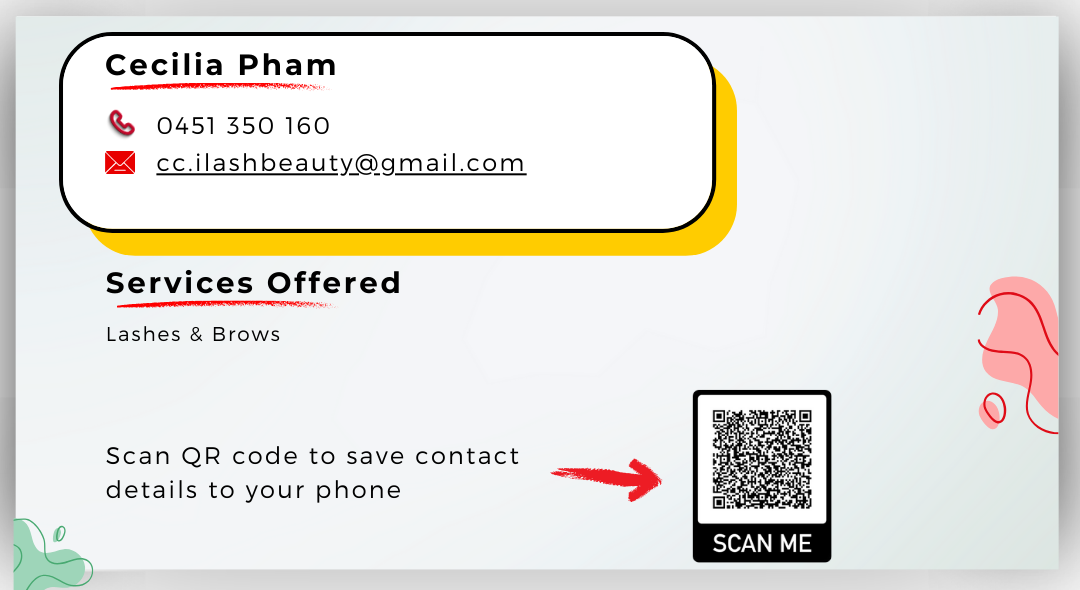 Cecilia Pham
0451 350 160
cc.ilashbeauty@gmail.com
Services Offered
Lashes & Brows
Scan QR code to save contact
details to your phone
SCAN ME